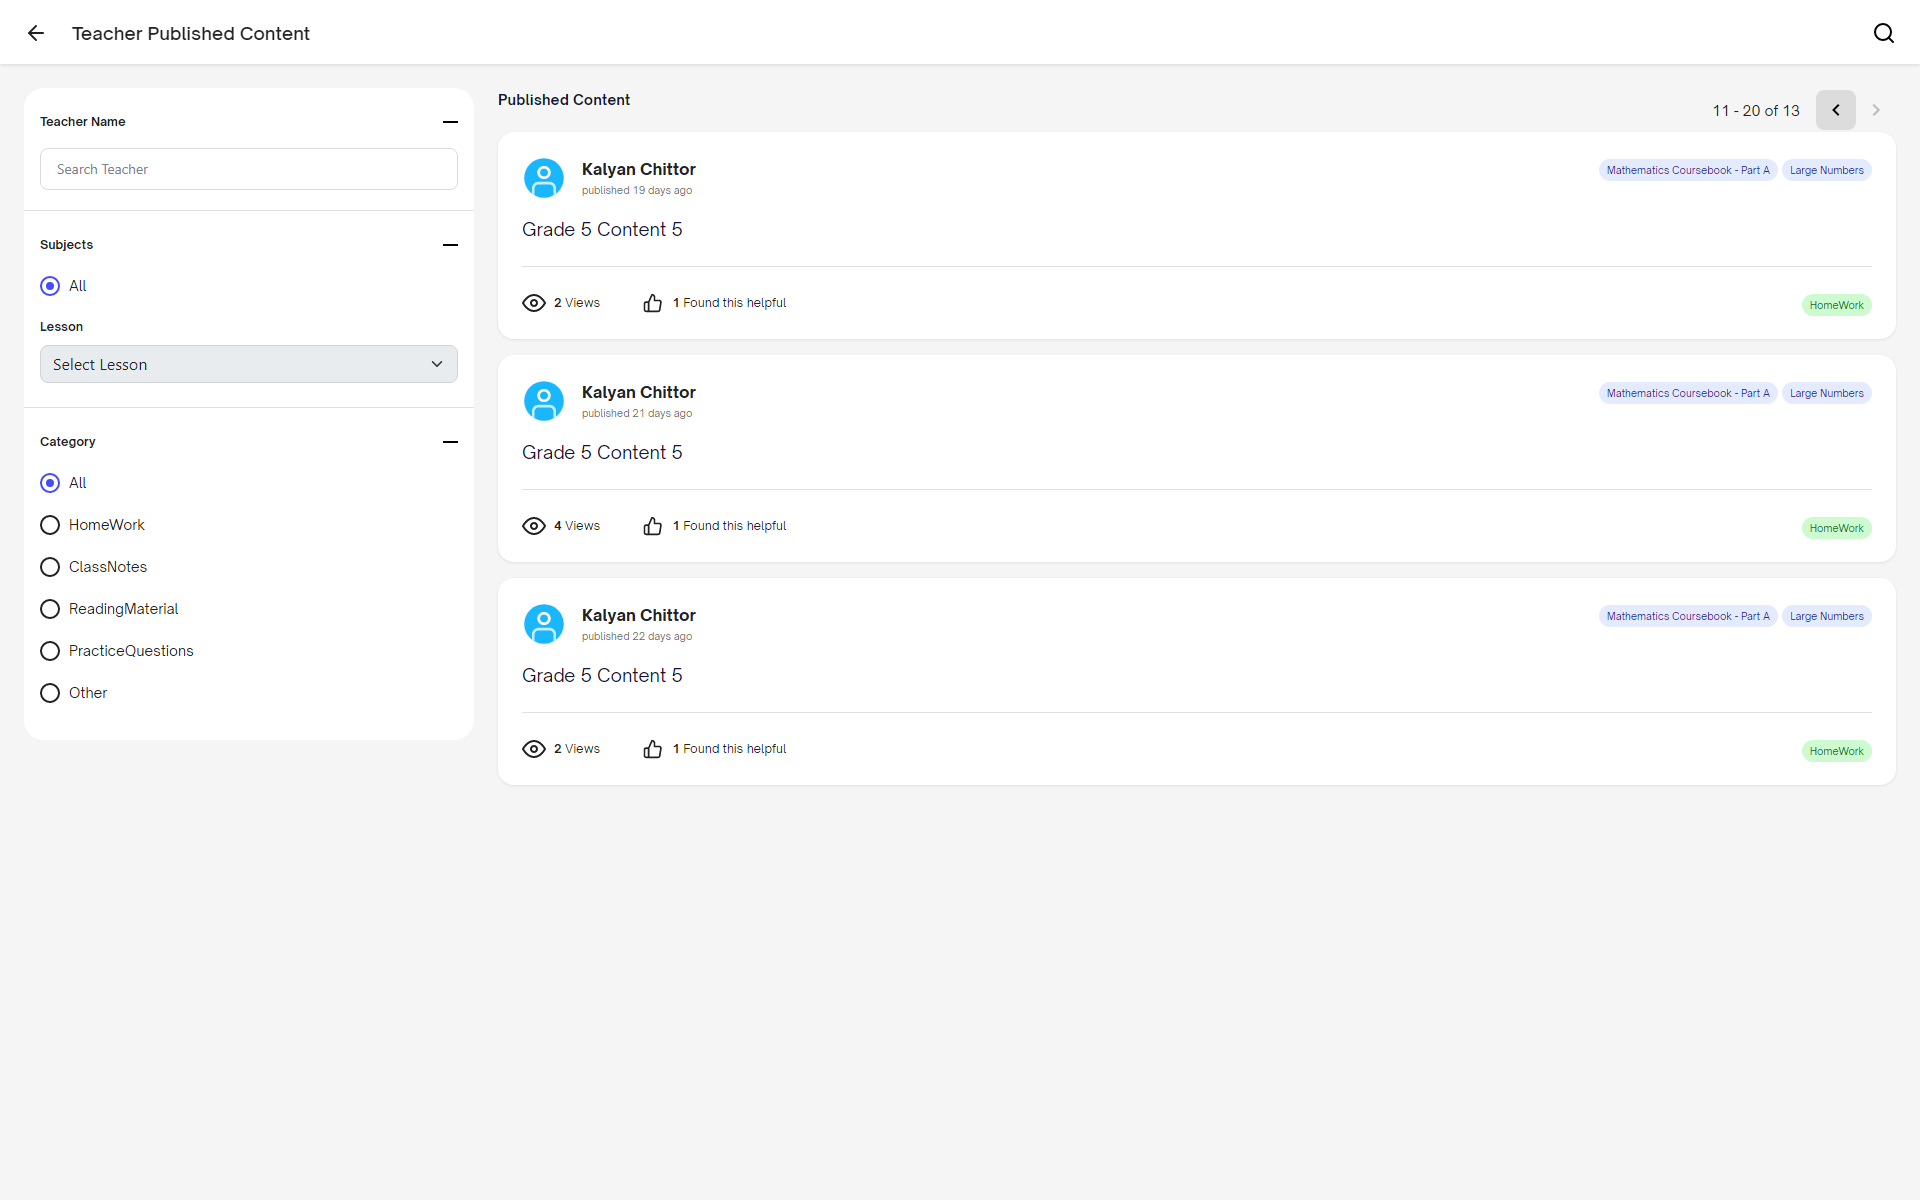 Teacher Published Content
Teacher Name
Search Teacher
Subjects
All
Lesson
Select Lesson
Category
All
HomeWork
ClassNotes
ReadingMaterial
PracticeQuestions
Other
Published Content
11 - 20 of 13
Kalyan Chittor
published 19 days ago
Mathematics Coursebook - Part A
Large Numbers
Grade 5 Content 5
2 Views
1 Found this helpful
HomeWork
Kalyan Chittor
published 21 days ago
Mathematics Coursebook - Part A
Large Numbers
Grade 5 Content 5
4 Views
1 Found this helpful
HomeWork
Kalyan Chittor
published 22 days ago
Mathematics Coursebook - Part A
Large Numbers
Grade 5 Content 5
2 Views
1 Found this helpful
HomeWork